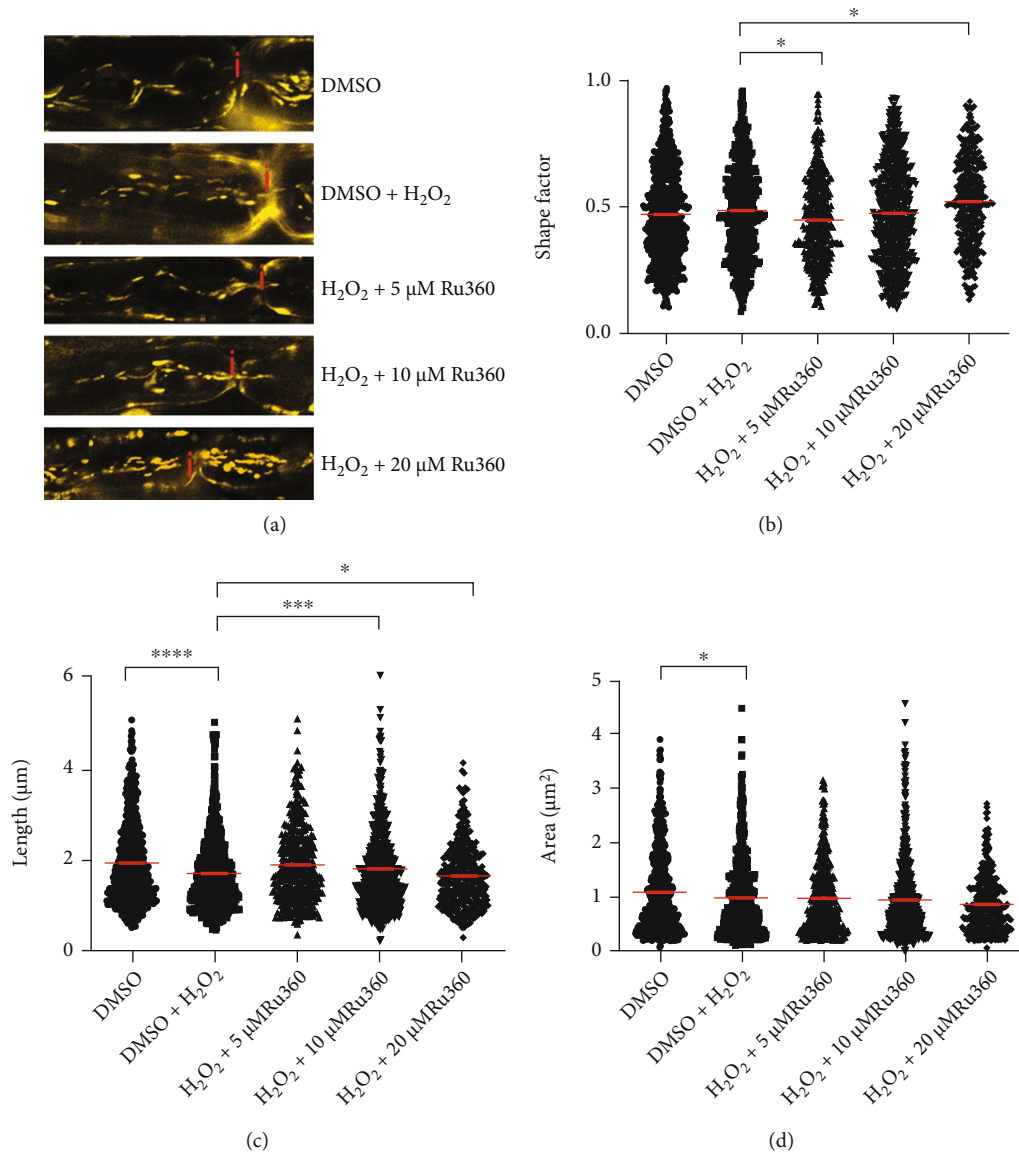 DMSO
DMSO + H₂O₂
H₂O₂ + 5 µM Ru360
H₂O₂ + 10 µM Ru360
H₂O₂ + 20 µM Ru360
i
i
i
i
i
(a)
*
*
1.0
0.5
0.0
Shape factor
DMSO
DMSO + H₂O₂
H₂O₂ + 5 µMRu360
H₂O₂ + 10 µMRu360
H₂O₂ + 20 µMRu360
(b)
*
***
****
6
4
2
0
Length (µm)
DMSO
DMSO + H₂O₂
H₂O₂ + 5 µMRu360
H₂O₂ + 10 µMRu360
H₂O₂ + 20 µMRu360
(c)
*
5
4
3
2
1
0
Area (µm²)
DMSO
DMSO + H₂O₂
H₂O₂ + 5 µMRu360
H₂O₂ + 10 µMRu360
H₂O₂ + 20 µMRu360
(d)